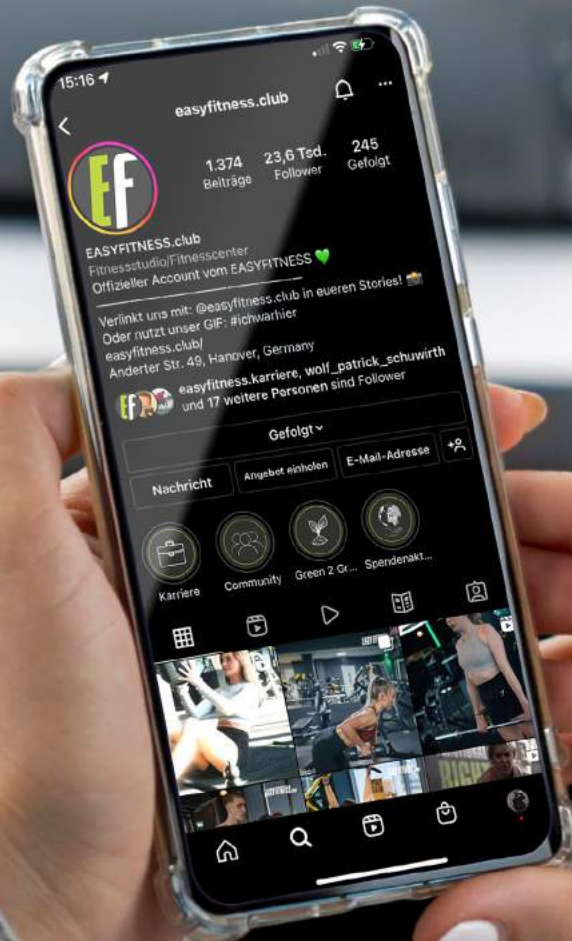 15:16
easyfitness.club
EF
1.374 23,6 Tsd. 245
Beiträge Follower Gefolgt
EASYFITNESS.club
Fitnessstudio/Fitnesscenter
Offizieller Account vom EASYFITNESS 💚
Verlinkt uns mit: @easyfitness.club in eueren Stories! 📸
Oder nutzt unser GIF: #ichwarhier
easyfitness.club/
Anderter Str. 49, Hanover, Germany
EF
easyfitness.karriere, wolf_patrick_schuwirth
und 17 weitere Personen sind Follower
Gefolgt
Nachricht Angebot einholen E-Mail-Adresse
Karriere Community Green 2 Gr... Spendenakt...
RIGHT